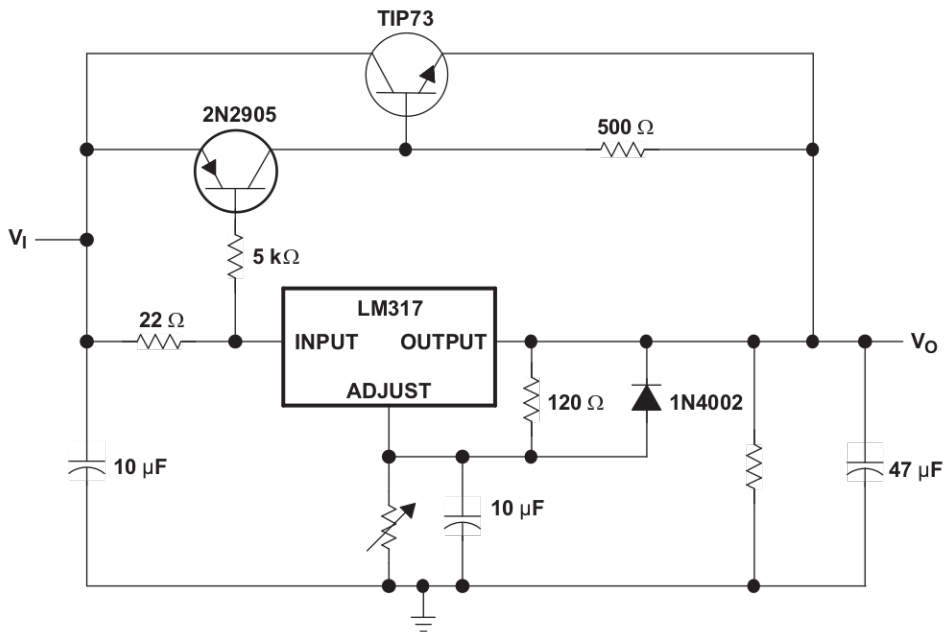 TIP73
2N2905
500 Ω
VI
5 kΩ
LM317
22 Ω
INPUT OUTPUT
VO
ADJUST
120 Ω
1N4002
10 µF
47 µF
10 µF